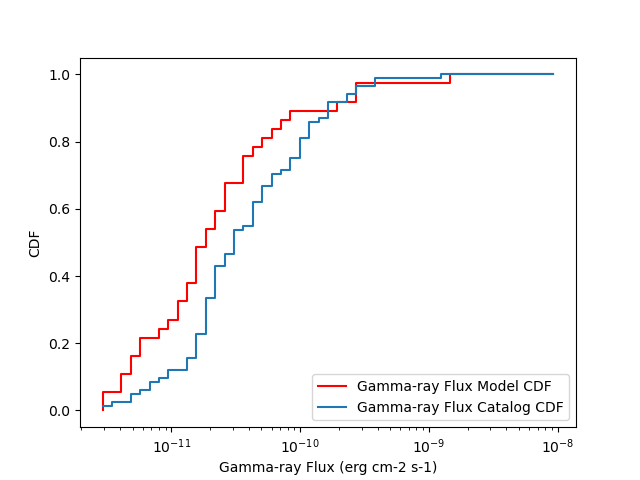 1.0
0.8
0.6
0.4
0.2
0.0
CDF
Gamma-ray Flux Model CDF
Gamma-ray Flux Catalog CDF
10⁻¹¹ 10⁻¹⁰ 10⁻⁹ 10⁻⁸
Gamma-ray Flux (erg cm-2 s-1)